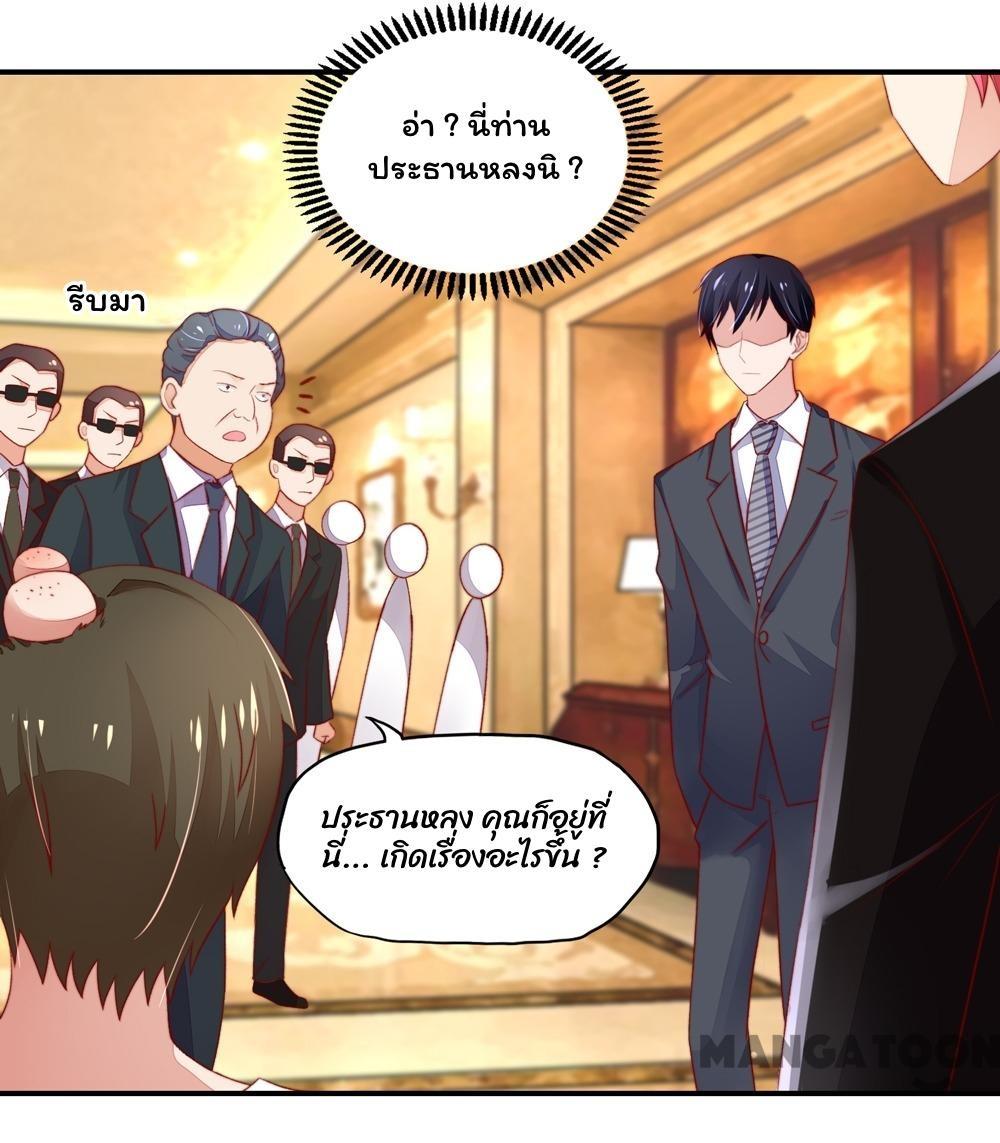 อ่า ? นี่ท่าน
ประธานหลงนิ ?
รีบมา
ประธานหลง คุณก็อยู่ที่
นี่... เกิดเรื่องอะไรขึ้น ?
MANGATOON